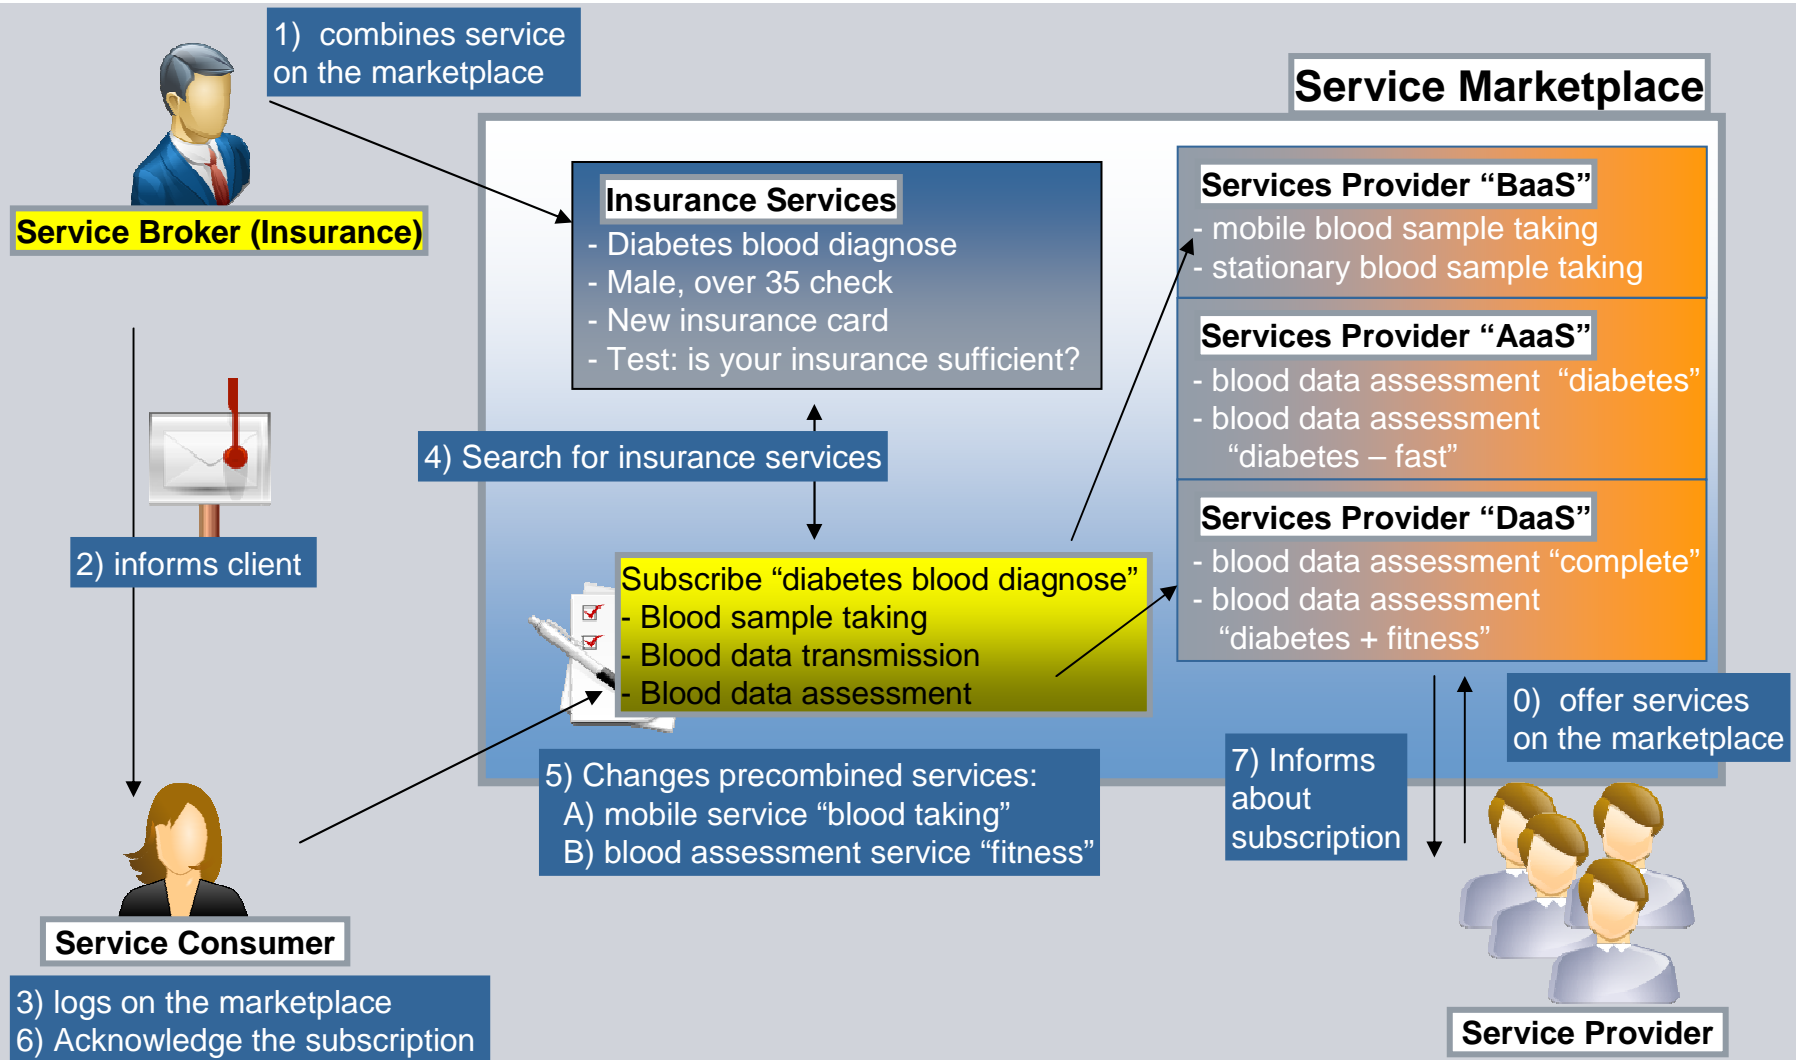 1) combines service
on the marketplace
Service Marketplace
Service Broker (Insurance)
Insurance Services
- Diabetes blood diagnose
- Male, over 35 check
- New insurance card
- Test: is your insurance sufficient?
Services Provider “BaaS”
- mobile blood sample taking
- stationary blood sample taking
Services Provider “AaaS”
- blood data assessment “diabetes”
- blood data assessment
“diabetes – fast”
Services Provider “DaaS”
- blood data assessment “complete”
- blood data assessment
“diabetes + fitness”
4) Search for insurance services
2) informs client
Subscribe “diabetes blood diagnose”
- Blood sample taking
- Blood data transmission
- Blood data assessment
5) Changes precombined services:
A) mobile service “blood taking”
B) blood assessment service “fitness”
7) Informs
about
subscription
0) offer services
on the marketplace
Service Consumer
3) logs on the marketplace
6) Acknowledge the subscription
Service Provider